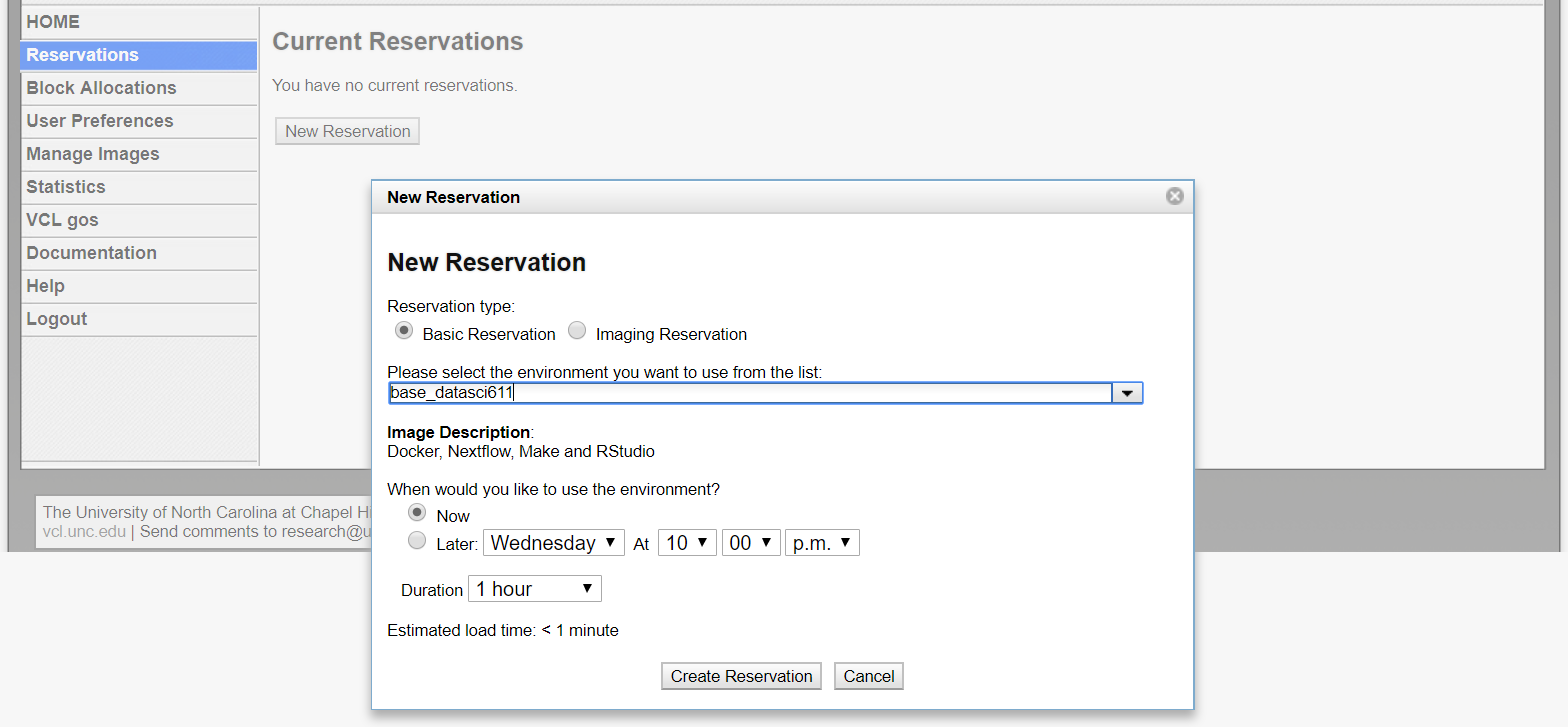 HOME
Reservations
Block Allocations
User Preferences
Manage Images
Statistics
VCL gos
Documentation
Help
Logout
Current Reservations
You have no current reservations.
New Reservation
New Reservation
New Reservation
Reservation type:
Basic Reservation Imaging Reservation
Please select the environment you want to use from the list:
base_datasci611
Image Description:
Docker, Nextflow, Make and RStudio
When would you like to use the environment?
Now
Later: Wednesday At 10 00 p.m.
Duration 1 hour
Estimated load time: < 1 minute
Create Reservation Cancel
The University of North Carolina at Chapel
vcl.unc.edu | Send comments to